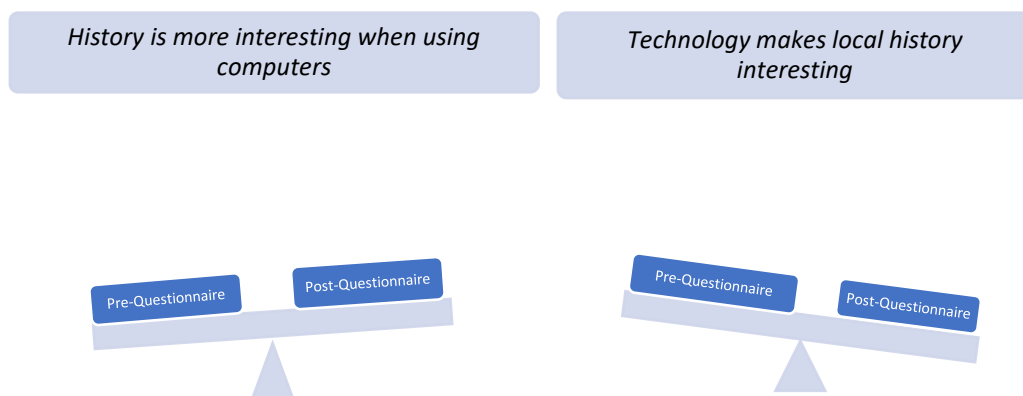 History is more interesting when using
computers
Technology makes local history
interesting
Pre-Questionnaire
Post-Questionnaire
Pre-Questionnaire
Post-Questionnaire